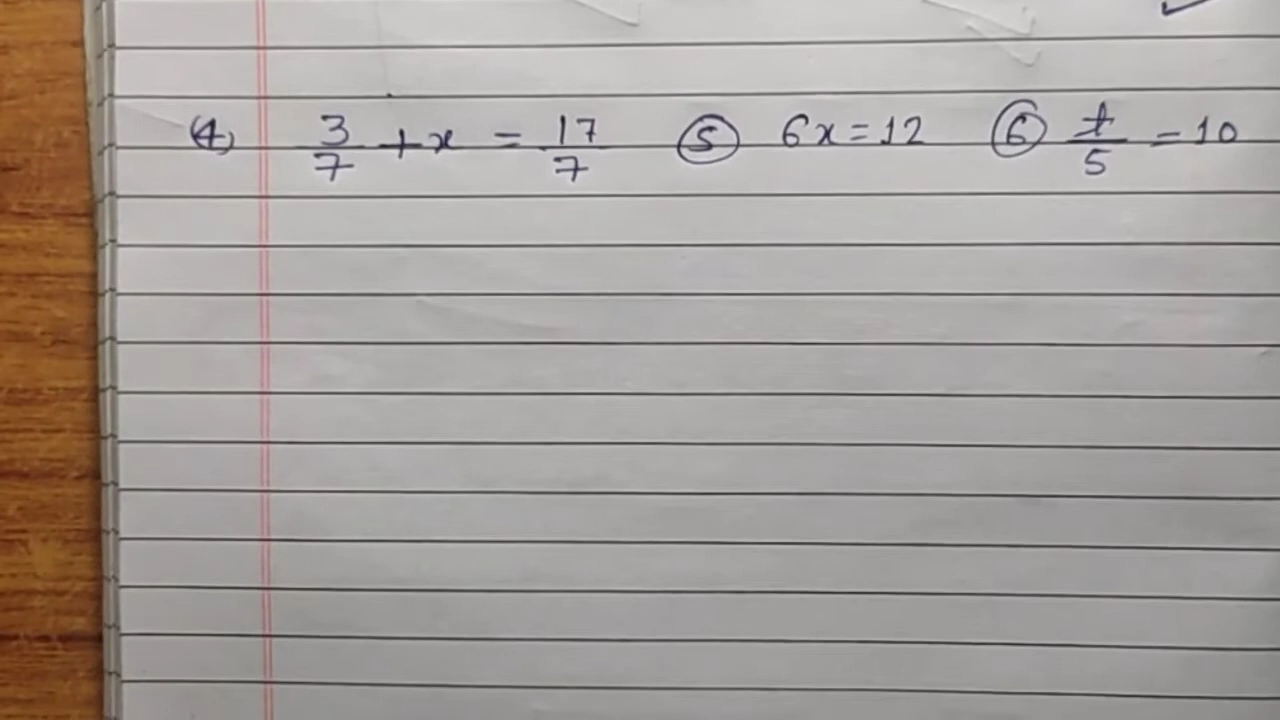 (4) 3/7 + x = 17/7 (5) 6x = 12 (6) t/5 = 10